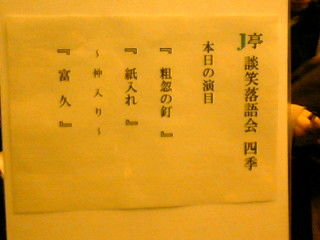 J亭 談笑落語会 四季
本日の演目
『 粗忽の釘 』
『 紙入れ 』
～ 仲入り ～
『 富久 』